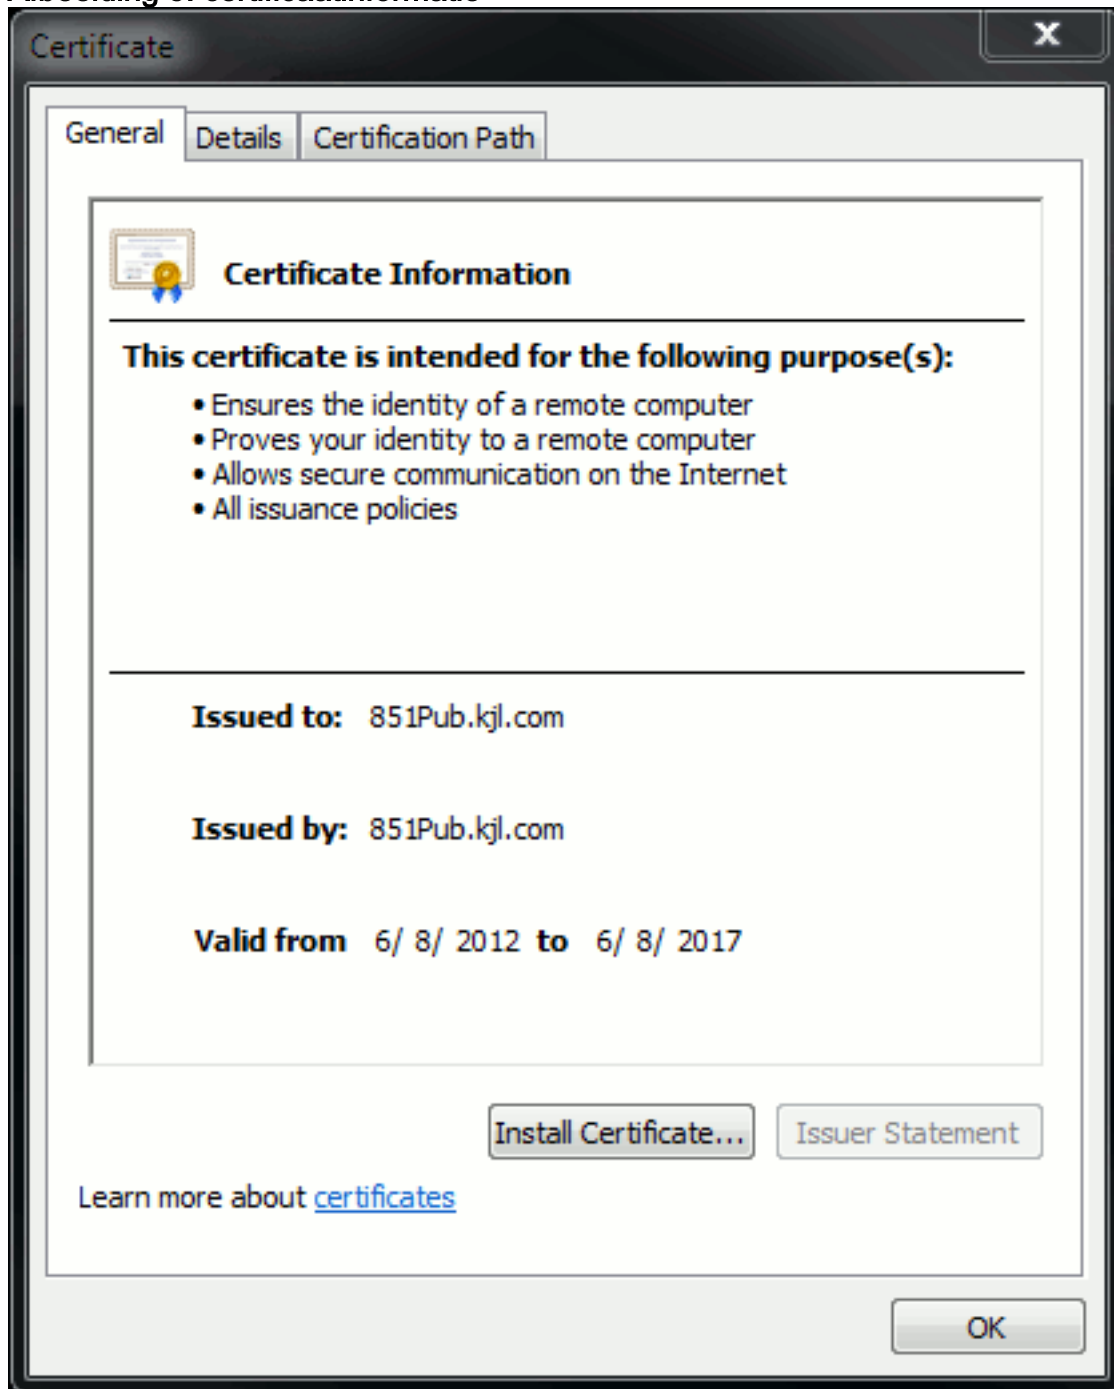 Certificate
x
General Details Certification Path
Certificate Information
This certificate is intended for the following purpose(s):
• Ensures the identity of a remote computer
• Proves your identity to a remote computer
• Allows secure communication on the Internet
• All issuance policies
Issued to: 851Pub.kjl.com
Issued by: 851Pub.kjl.com
Valid from 6/ 8/ 2012 to 6/ 8/ 2017
Install Certificate... Issuer Statement
Learn more about certificates
OK